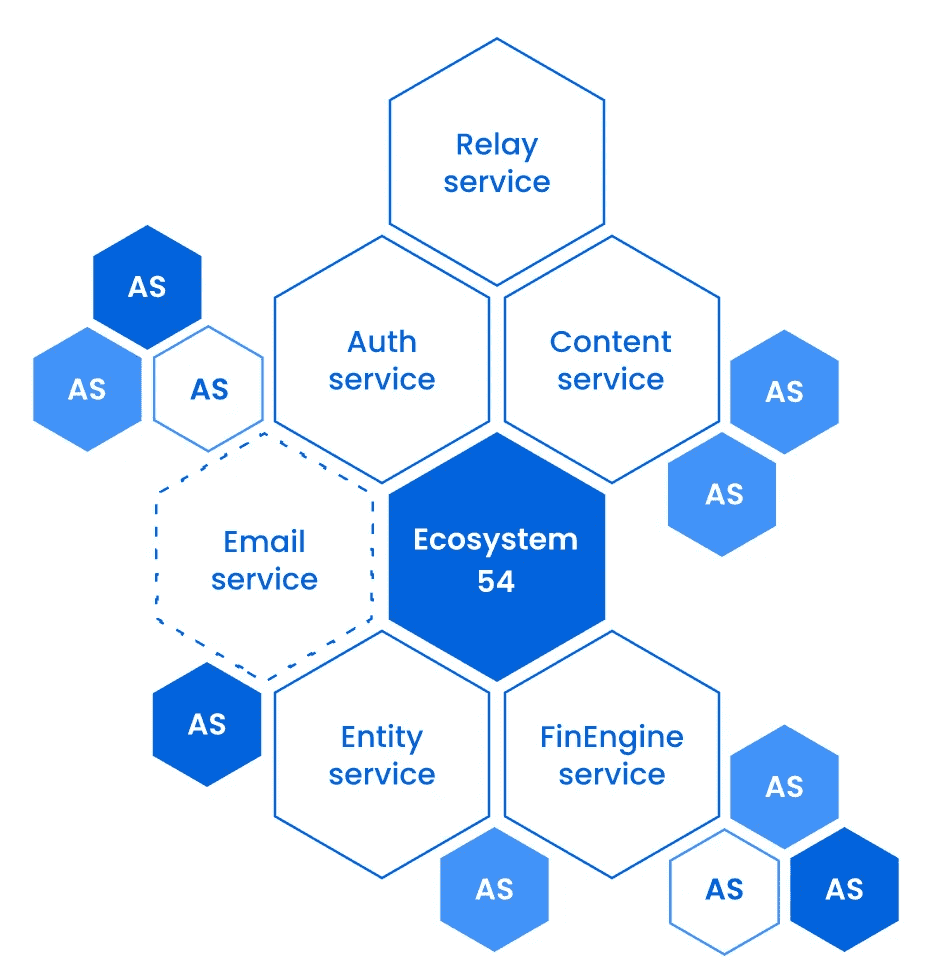 Relay
service
AS
Auth
service
Content
service
AS
AS
AS
AS
Email
service
Ecosystem
54
AS
Entity
service
FinEngine
service
AS
AS
AS
AS
AS